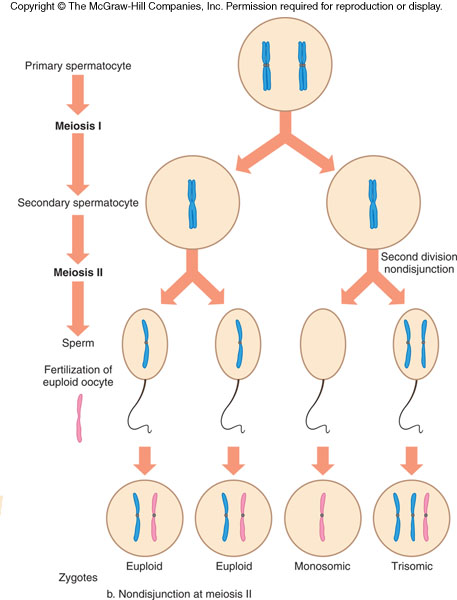 Copyright © The McGraw-Hill Companies, Inc. Permission required for reproduction or display.
Primary spermatocyte
Meiosis I
Secondary spermatocyte
Second division
nondisjunction
Meiosis II
Sperm
Fertilization of
euploid oocyte
Euploid
Euploid
Monosomic
Trisomic
Zygotes
b. Nondisjunction at meiosis II